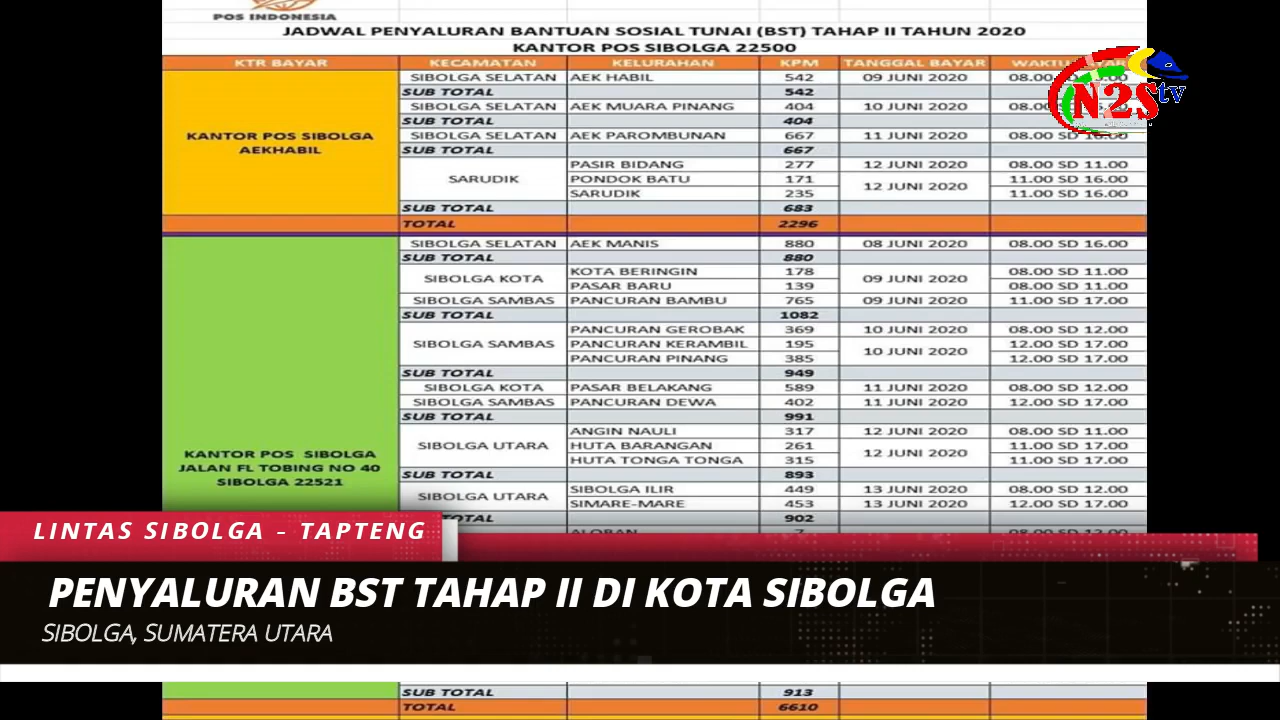 POS INDONESIA
JADWAL PENYALURAN BANTUAN SOSIAL TUNAI (BST) TAHAP II TAHUN 2020
KANTOR POS SIBOLGA 22500
KTR BAYAR KECAMATAN KELURAHAN KPM TANGGAL BAYAR
SIBOLGA SELATAN AEK HABIL 542 09 JUNI 2020 08.00
SUB TOTAL 542
SIBOLGA SELATAN AEK MUARA PINANG 404 10 JUNI 2020 08.00
SUB TOTAL 404
KANTOR POS SIBOLGA AEKHABIL
SIBOLGA SELATAN AEK PAROMBUNAN 667 11 JUNI 2020 08.00 SD 16.00
SUB TOTAL 667
SARUDIK PASIR BIDANG 277 12 JUNI 2020 08.00 SD 11.00
PONDOK BATU 171 12 JUNI 2020 11.00 SD 16.00
SARUDIK 235 11.00 SD 16.00
SUB TOTAL 683
TOTAL 2296
SIBOLGA SELATAN AEK MANIS 880 08 JUNI 2020 08.00 SD 16.00
SUB TOTAL 880
SIBOLGA KOTA KOTA BERINGIN 178 09 JUNI 2020 08.00 SD 11.00
PASAR BARU 139 08.00 SD 11.00
SIBOLGA SAMBAS PANCURAN BAMBU 765 09 JUNI 2020 11.00 SD 17.00
SUB TOTAL 1082
SIBOLGA SAMBAS PANCURAN GEROBAK 369 10 JUNI 2020 08.00 SD 12.00
PANCURAN KERAMBIL 195 10 JUNI 2020 12.00 SD 17.00
PANCURAN PINANG 385 12.00 SD 17.00
SUB TOTAL 949
SIBOLGA KOTA PASAR BELAKANG 589 11 JUNI 2020 08.00 SD 12.00
SIBOLGA SAMBAS PANCURAN DEWA 402 11 JUNI 2020 12.00 SD 17.00
SUB TOTAL 991
SIBOLGA UTARA ANGIN NAULI 317 12 JUNI 2020 08.00 SD 11.00
HUTA BARANGAN 261 12 JUNI 2020 11.00 SD 17.00
HUTA TONGA TONGA 315 11.00 SD 17.00
KANTOR POS SIBOLGA
JALAN FL TOBING NO 40
SIBOLGA 22521
SUB TOTAL 893
SIBOLGA UTARA SIBOLGA ILIR 449 13 JUNI 2020 08.00 SD 12.00
SIMARE-MARE 453 13 JUNI 2020 12.00 SD 17.00
TOTAL 902
N2S tv
LINTAS SIBOLGA - TAPTENG
PENYALURAN BST TAHAP II DI KOTA SIBOLGA
SIBOLGA, SUMATERA UTARA
SUB TOTAL 913
TOTAL 6610